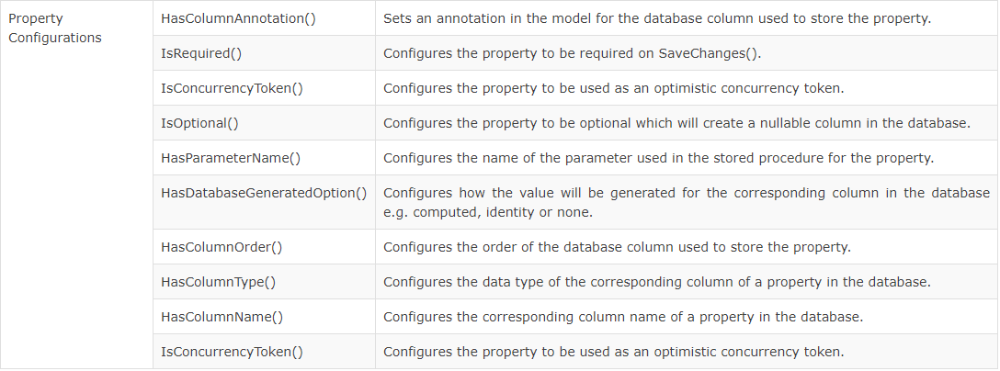 Property
Configurations
HasColumnAnnotation() Sets an annotation in the model for the database column used to store the property.
IsRequired() Configures the property to be required on SaveChanges().
IsConcurrencyToken() Configures the property to be used as an optimistic concurrency token.
IsOptional() Configures the property to be optional which will create a nullable column in the database.
HasParameterName() Configures the name of the parameter used in the stored procedure for the property.
HasDatabaseGeneratedOption() Configures how the value will be generated for the corresponding column in the database
e.g. computed, identity or none.
HasColumnOrder() Configures the order of the database column used to store the property.
HasColumnType() Configures the data type of the corresponding column of a property in the database.
HasColumnName() Configures the corresponding column name of a property in the database.
IsConcurrencyToken() Configures the property to be used as an optimistic concurrency token.